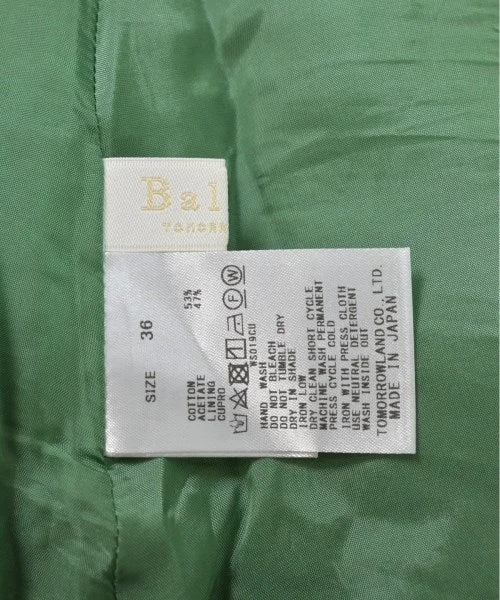 Bal
TOMORR
SIZE 36
COTTON 53%
ACETATE 47%
LINING
CUPRO
WS019CU
HAND WASH
DO NOT BLEACH
DO NOT TUMBLE DRY
DRY IN SHADE
IRON LOW
DRY CLEAN SHORT CYCLE
MACHINE WASH PERMANENT
PRESS CYCLE COLD
IRON WITH PRESS CLOTH
USE NEUTRAL DETERGENT
WASH INSIDE OUT
TOMORROWLAND CO., LTD.
MADE IN JAPAN